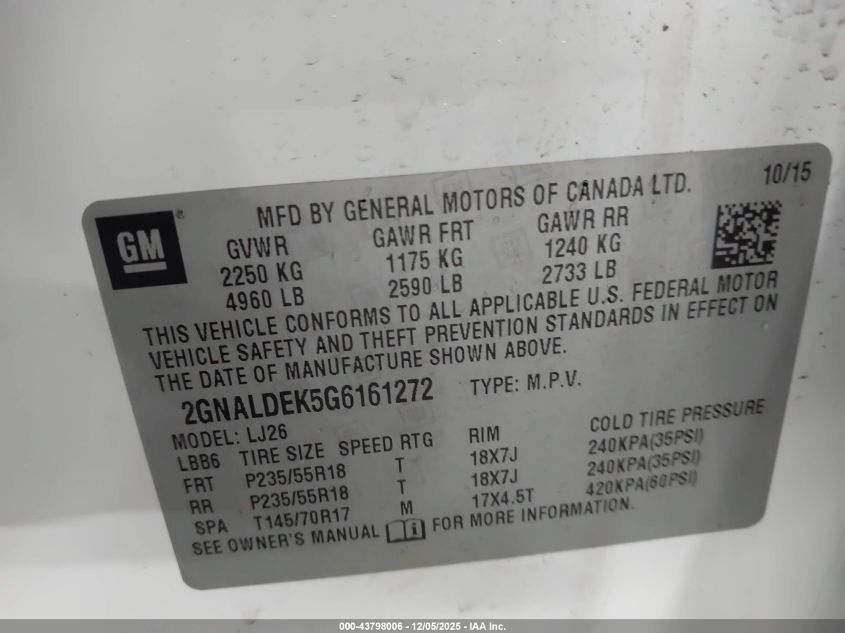 10/15
GM®
MFD BY GENERAL MOTORS OF CANADA LTD.
GVWR GAWR FRT GAWR RR
2250 KG 1175 KG 1240 KG
4960 LB 2590 LB 2733 LB
THIS VEHICLE CONFORMS TO ALL APPLICABLE U.S. FEDERAL MOTOR
VEHICLE SAFETY AND THEFT PREVENTION STANDARDS IN EFFECT ON
THE DATE OF MANUFACTURE SHOWN ABOVE.
2GNALDEK5G6161272 TYPE: M.P.V.
MODEL: LJ26
LBB6 TIRE SIZE SPEED RTG RIM COLD TIRE PRESSURE
FRT P235/55R18 T 18X7J 240KPA(35PSI)
RR P235/55R18 T 18X7J 240KPA(35PSI)
SPA T145/70R17 M 17X4.5T 420KPA(60PSI)
SEE OWNER'S MANUAL i FOR MORE INFORMATION.
000-43798006 - 12/05/2025 - IAA Inc.